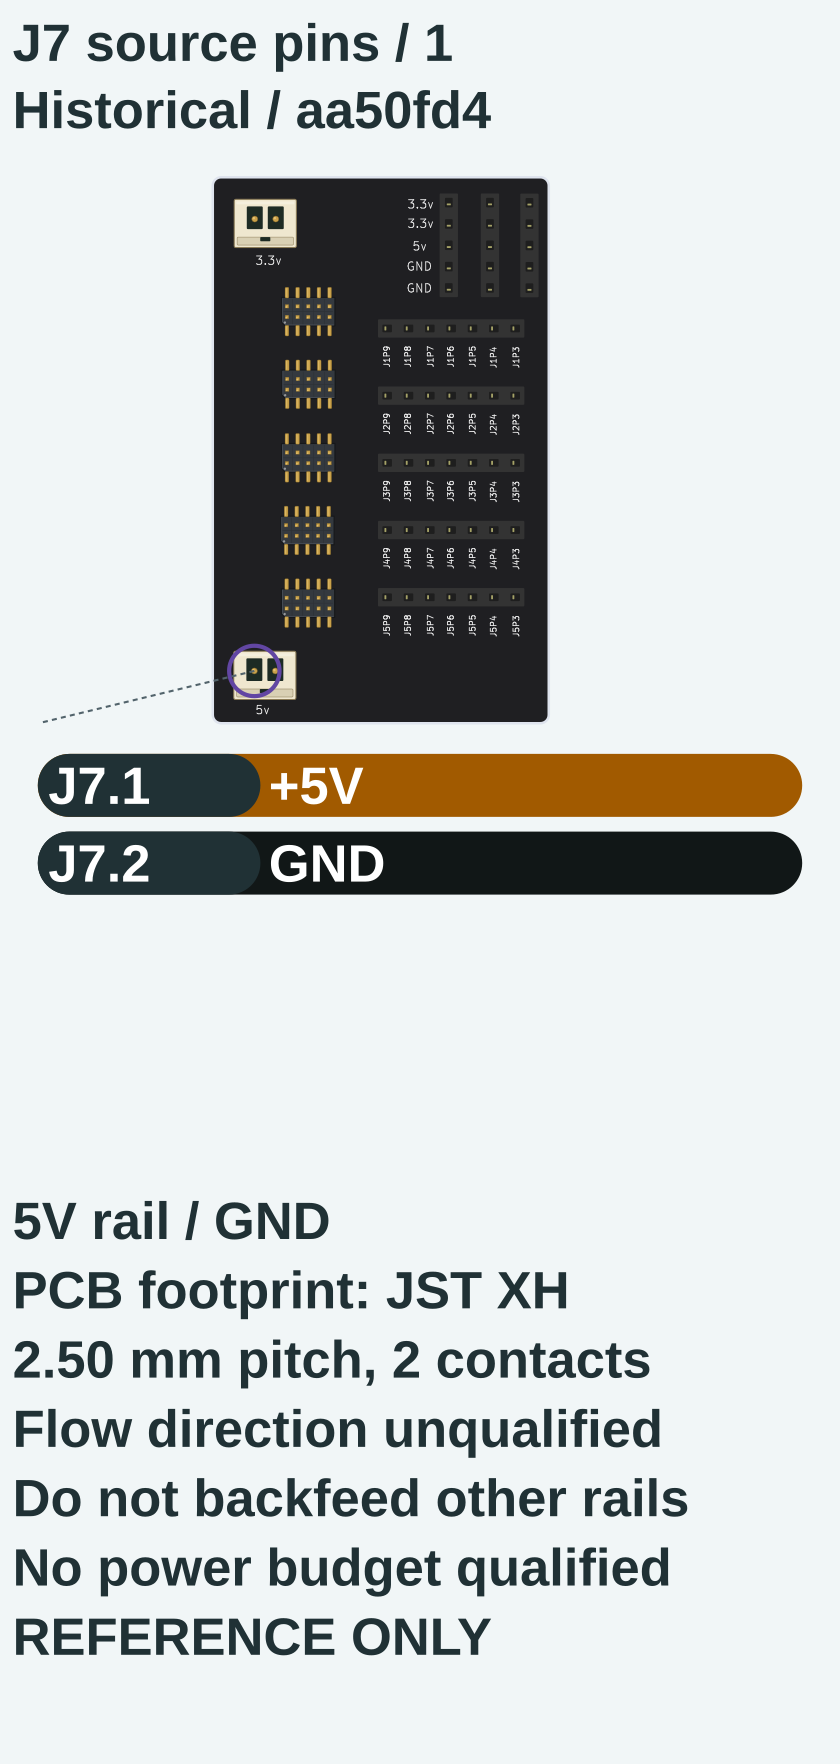 J7 source pins / 1
Historical / aa50fd4
3.3v
3.3v
5v
GND
GND
3.3v
J1P9 J1P8 J1P7 J1P6 J1P5 J1P4 J1P3
J2P9 J2P8 J2P7 J2P6 J2P5 J2P4 J2P3
J3P9 J3P8 J3P7 J3P6 J3P5 J3P4 J3P3
J4P9 J4P8 J4P7 J4P6 J4P5 J4P4 J4P3
J5P9 J5P8 J5P7 J5P6 J5P5 J5P4 J5P3
5v
J7.1 +5V
J7.2 GND
5V rail / GND
PCB footprint: JST XH
2.50 mm pitch, 2 contacts
Flow direction unqualified
Do not backfeed other rails
No power budget qualified
REFERENCE ONLY